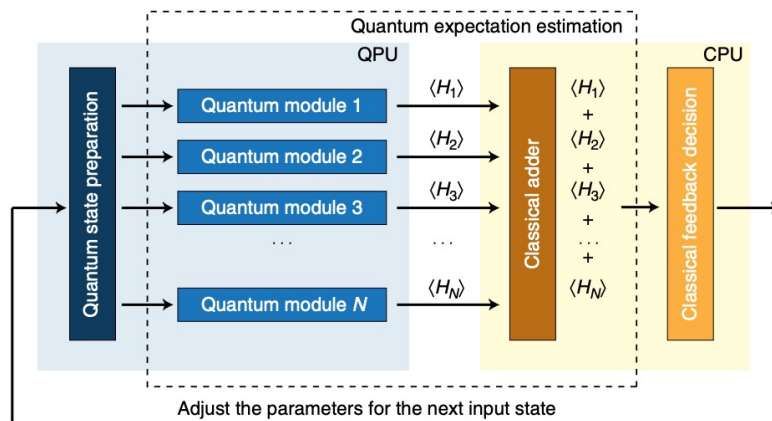 Quantum expectation estimation
QPU
CPU
Quantum state preparation
Quantum module 1
Quantum module 2
Quantum module 3
...
Quantum module N
⟨H₁⟩
⟨H₂⟩
⟨H₃⟩
...
⟨H_N⟩
Classical adder
⟨H₁⟩
+
⟨H₂⟩
+
⟨H₃⟩
+
...
+
⟨H_N⟩
Classical feedback decision
Adjust the parameters for the next input state